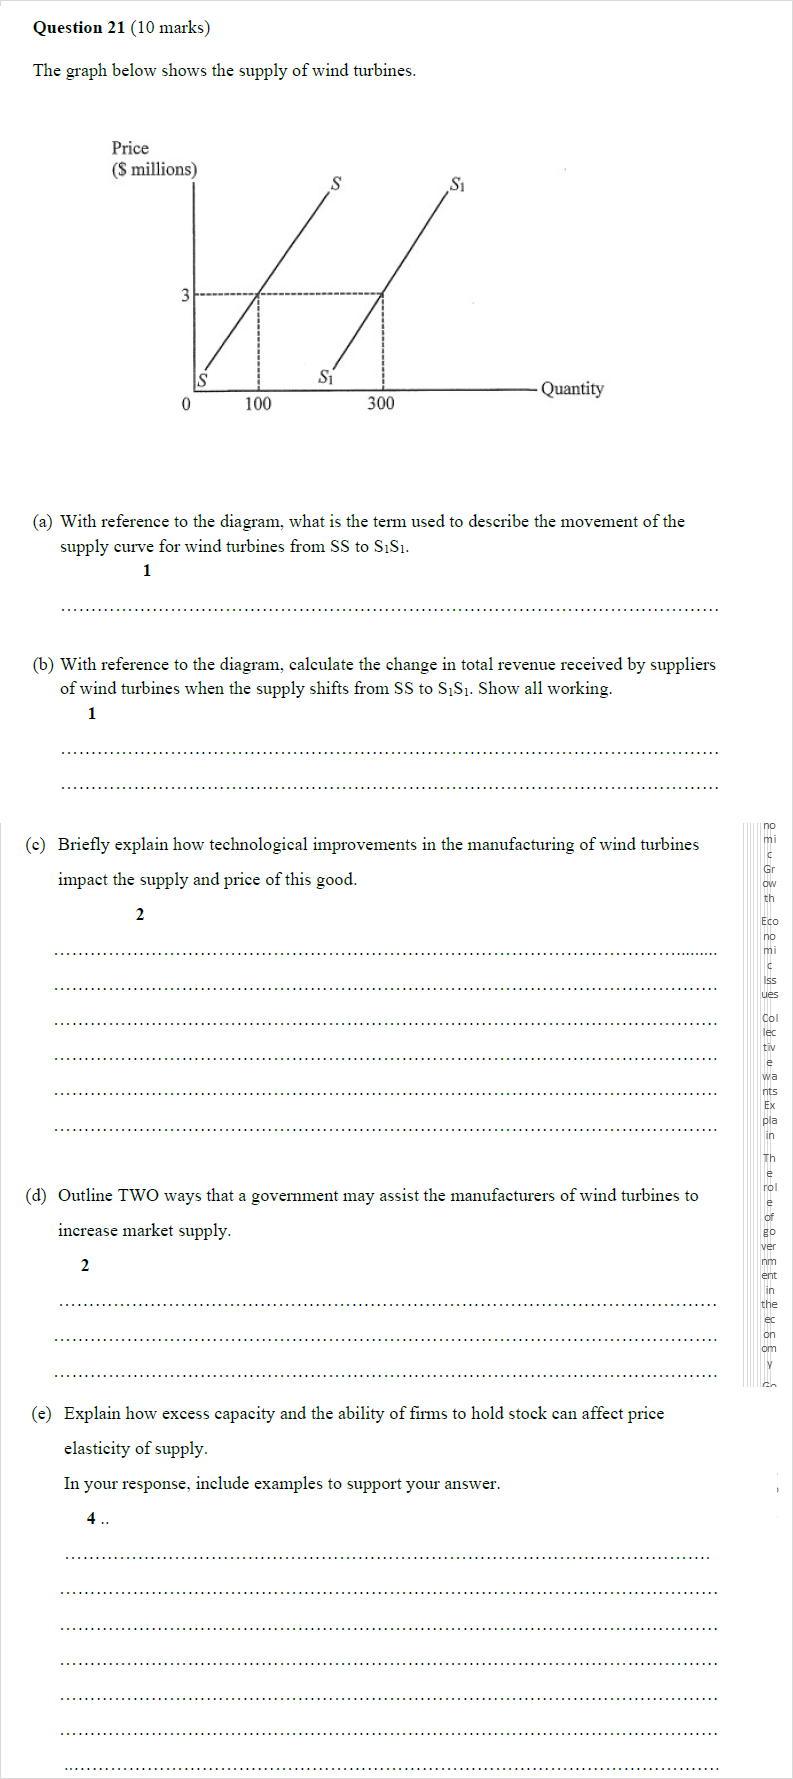 Question 21 (10 marks)
The graph below shows the supply of wind turbines.
Price
($ millions)
S
S1
3
S
S1
Quantity
0
100
300
(a) With reference to the diagram, what is the term used to describe the movement of the
supply curve for wind turbines from SS to S1S1.
1
(b) With reference to the diagram, calculate the change in total revenue received by suppliers
of wind turbines when the supply shifts from SS to S1S1. Show all working.
1
(c) Briefly explain how technological improvements in the manufacturing of wind turbines
impact the supply and price of this good.
2
(d) Outline TWO ways that a government may assist the manufacturers of wind turbines to
increase market supply.
2
(e) Explain how excess capacity and the ability of firms to hold stock can affect price
elasticity of supply.
In your response, include examples to support your answer.
4 ..
no
mi
c
Gr
ow
th
Eco
no
mi
c
Iss
ues
Col
lec
tiv
e
wa
nts
Ex
pla
in
Th
e
rol
e
of
go
ver
nm
ent
in
the
ec
on
om
y